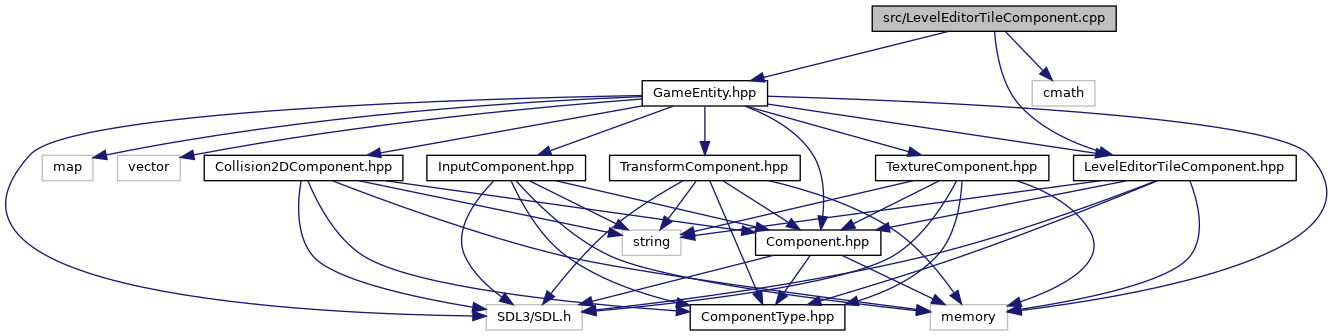 src/LevelEditorTileComponent.cpp
GameEntity.hpp
cmath
map
vector
Collision2DComponent.hpp
InputComponent.hpp
TransformComponent.hpp
TextureComponent.hpp
LevelEditorTileComponent.hpp
string
Component.hpp
SDL3/SDL.h
ComponentType.hpp
memory